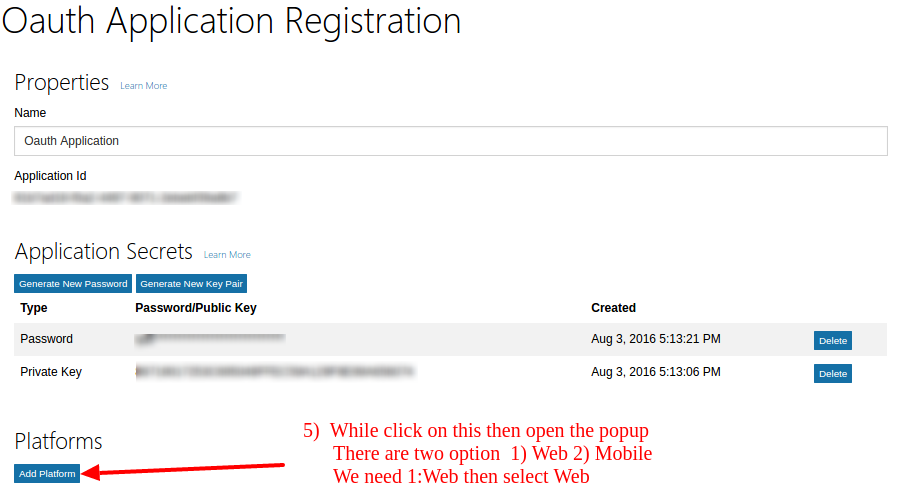 Oauth Application Registration
Properties Learn More
Name
Oauth Application
Application Id
Application Secrets Learn More
Generate New Password Generate New Key Pair
Type Password/Public Key Created
Password Aug 3, 2016 5:13:21 PM Delete
Private Key Aug 3, 2016 5:13:06 PM Delete
5) While click on this then open the popup
Platforms There are two option 1) Web 2) Mobile
Add Platform We need 1:Web then select Web